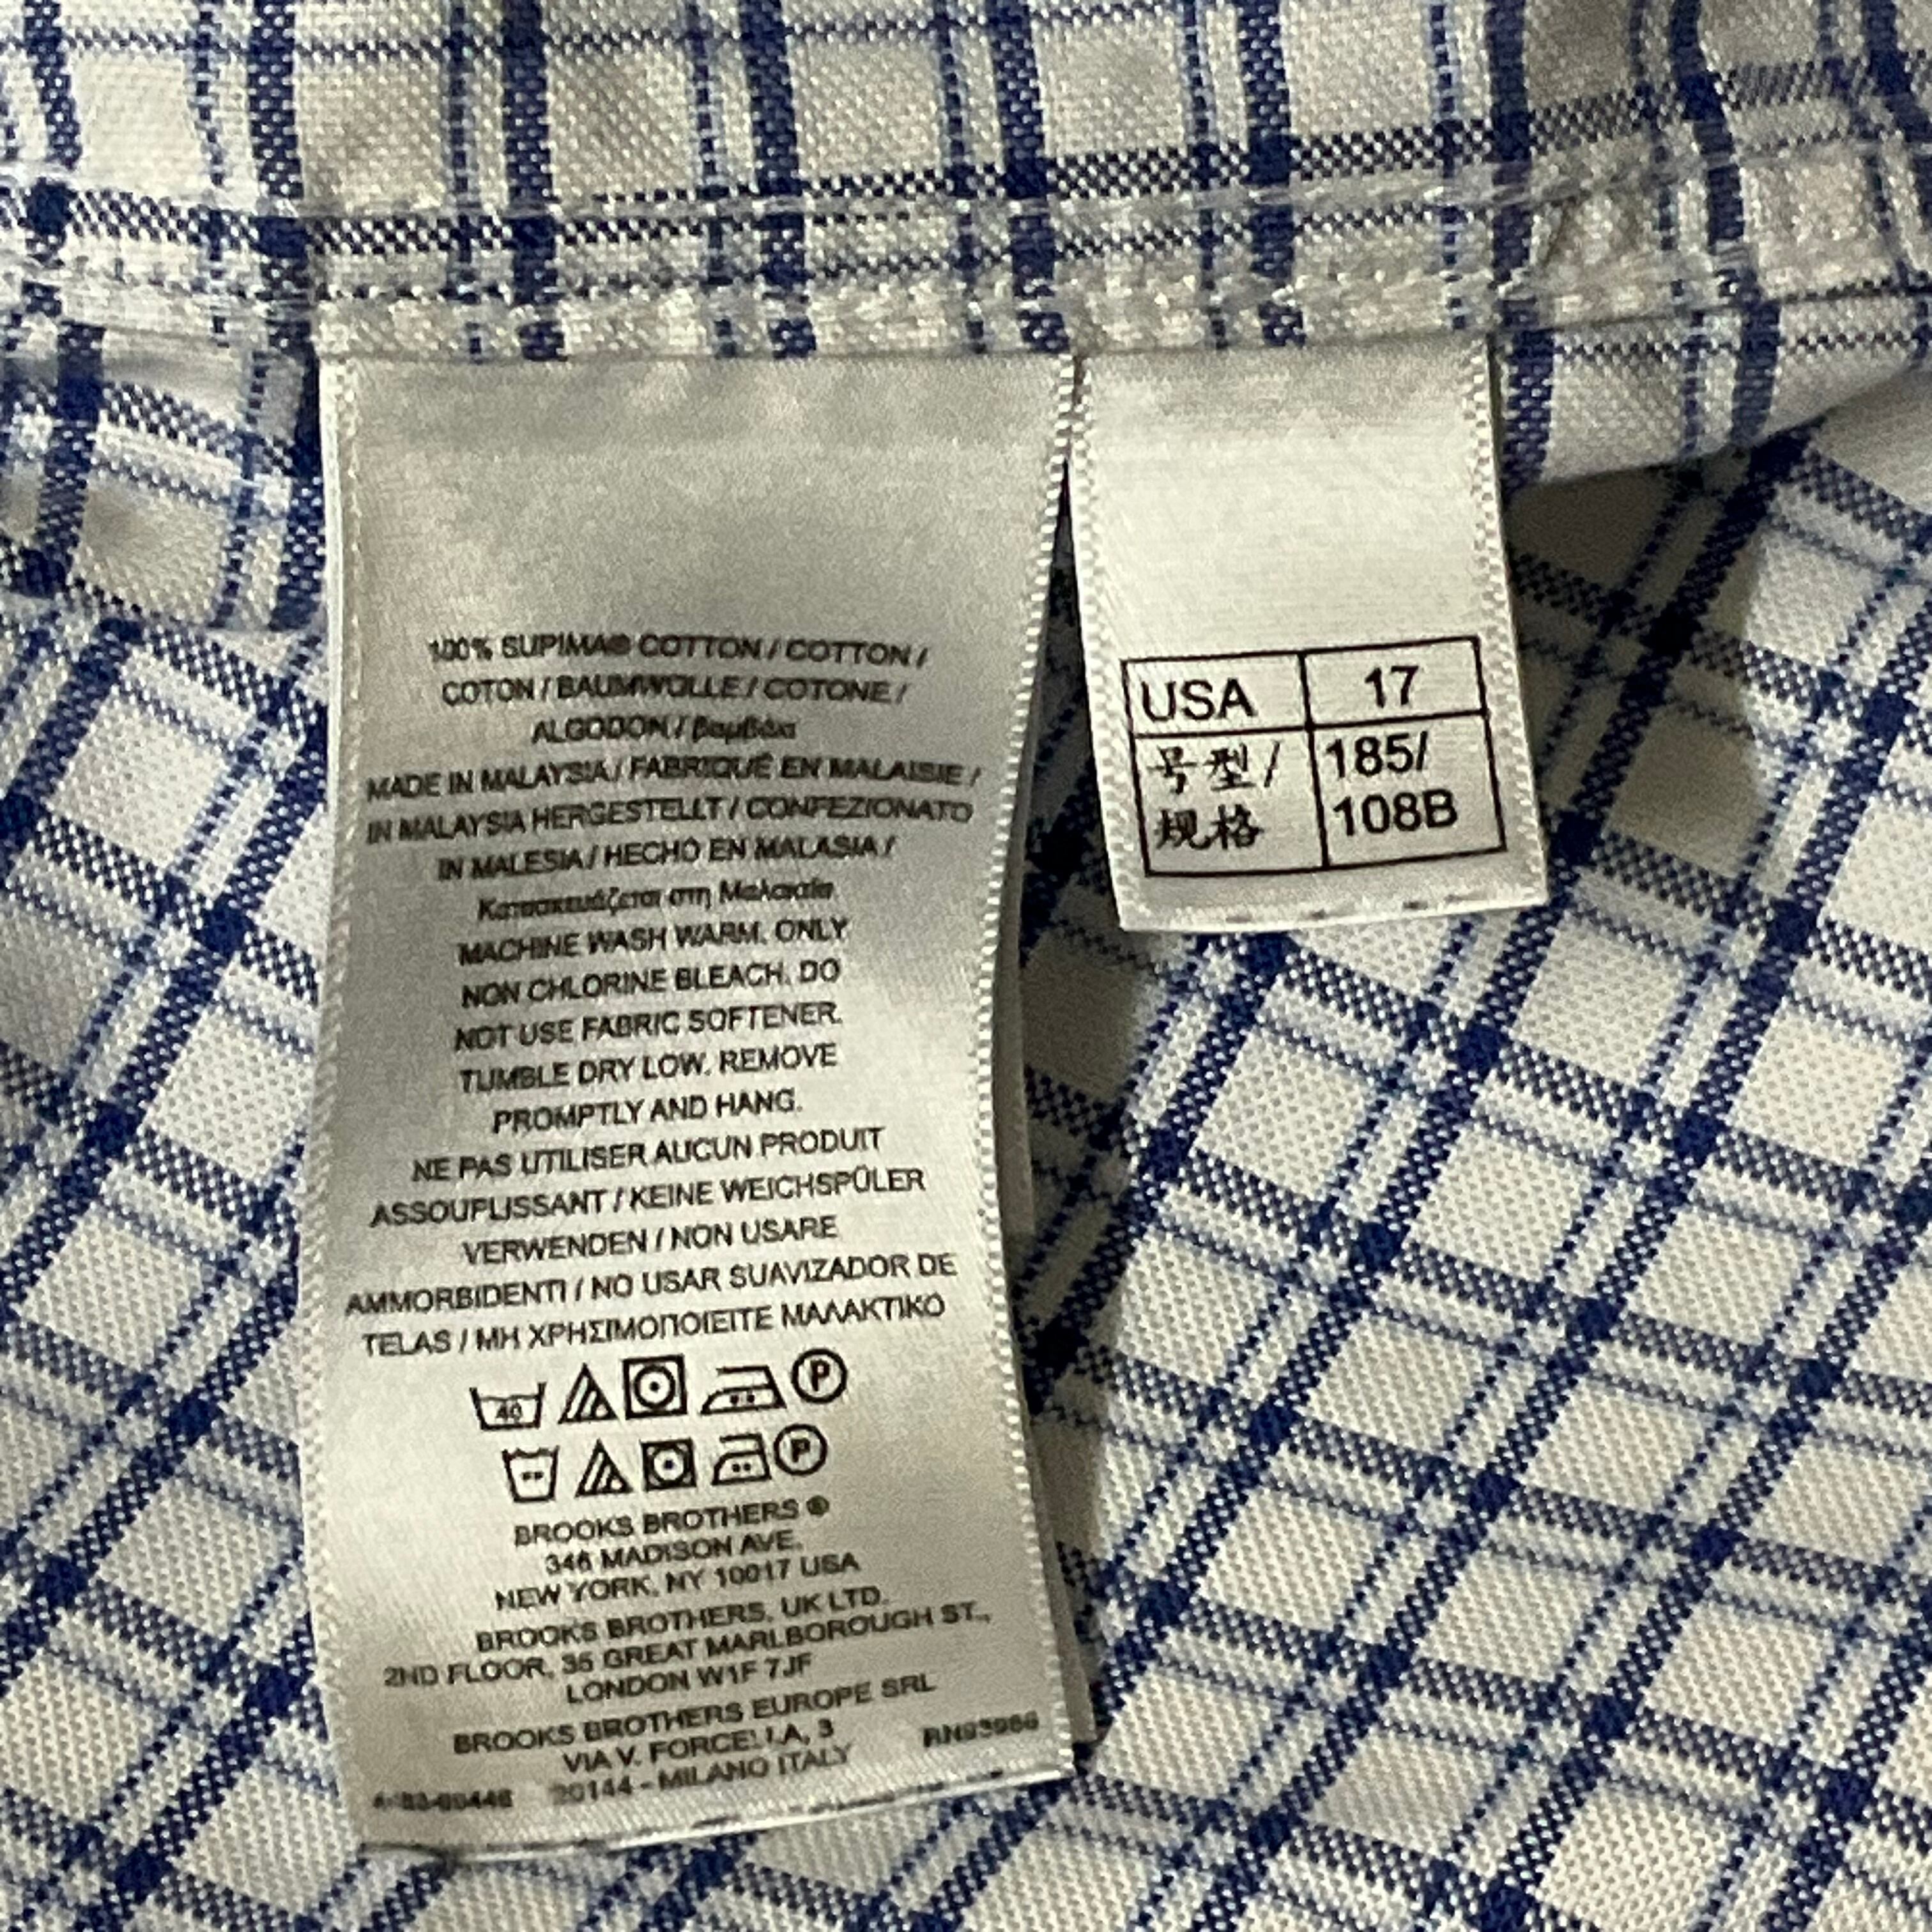 100% SUPIMA® COTTON / COTTON /
COTON / BAUMWOLLE / COTONE /
ALGODON / βαμβάκι
MADE IN MALAYSIA / FABRIQUÉ EN MALAISIE /
IN MALAYSIA HERGESTELLT / CONFEZIONATO
IN MALESIA / HECHO EN MALASIA /
Κατασκευάζεται στη Μαλαισία
MACHINE WASH WARM. ONLY
NON CHLORINE BLEACH. DO
NOT USE FABRIC SOFTENER.
TUMBLE DRY LOW. REMOVE
PROMPTLY AND HANG.
NE PAS UTILISER AUCUN PRODUIT
ASSOUPLISSANT / KEINE WEICHSPÜLER
VERWENDEN / NON USARE
AMMORBIDENTI / NO USAR SUAVIZADOR DE
TELAS / ΜΗ ΧΡΗΣΙΜΟΠΟΙΕΙΤΕ ΜΑΛΑΚΤΙΚΟ
40 P
P
BROOKS BROTHERS ®
346 MADISON AVE.
NEW YORK, NY 10017 USA
BROOKS BROTHERS, UK LTD.
2ND FLOOR, 35 GREAT MARLBOROUGH ST.,
LONDON W1F 7JF
BROOKS BROTHERS EUROPE SRL
VIA V. FORCELLA, 3
20144 - MILANO ITALY
USA 17
号型/ 185/
规格 108B